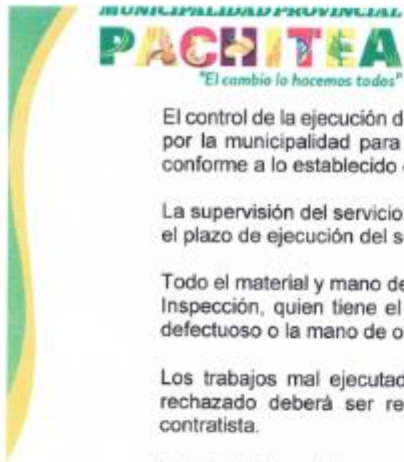 MUNICIPALIDAD PROVINCIAL
PACHITEA
"El cambio lo hacemos todos"
El control de la ejecución d
por la municipalidad para
conforme a lo establecido
La supervisión del servicio
el plazo de ejecución del s
Todo el material y mano de
Inspección, quien tiene el
defectuoso o la mano de o
Los trabajos mal ejecutad
rechazado deberá ser re
contratista.